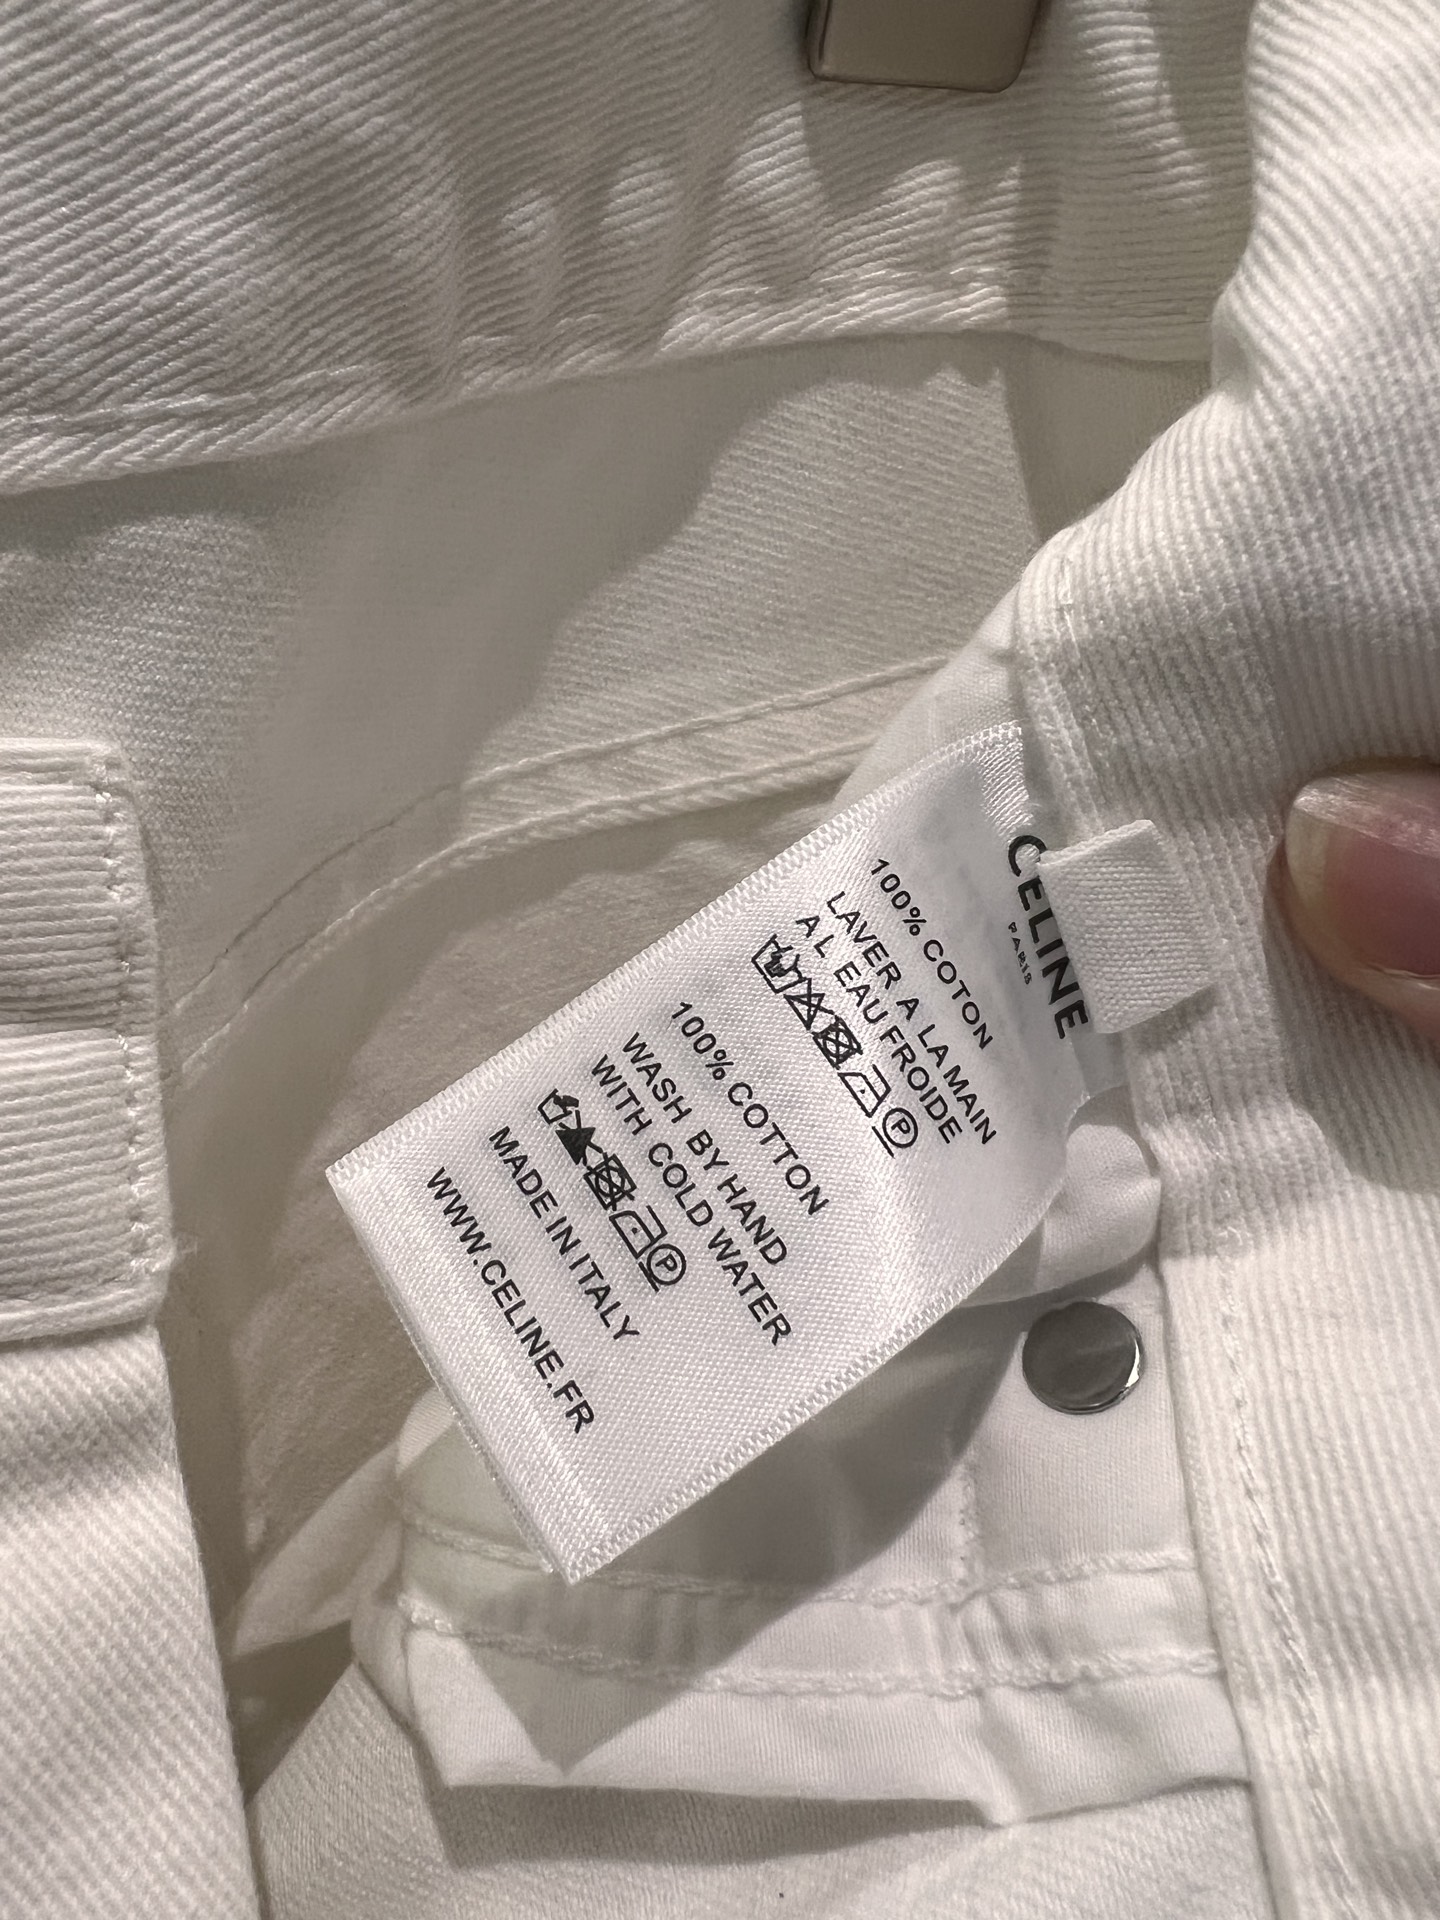 CELINE
PARIS
100% COTON
LAVER A LA MAIN
A L EAU FROIDE
P
100% COTTON
WASH BY HAND
WITH COLD WATER
P
MADE IN ITALY
WWW.CELINE.FR